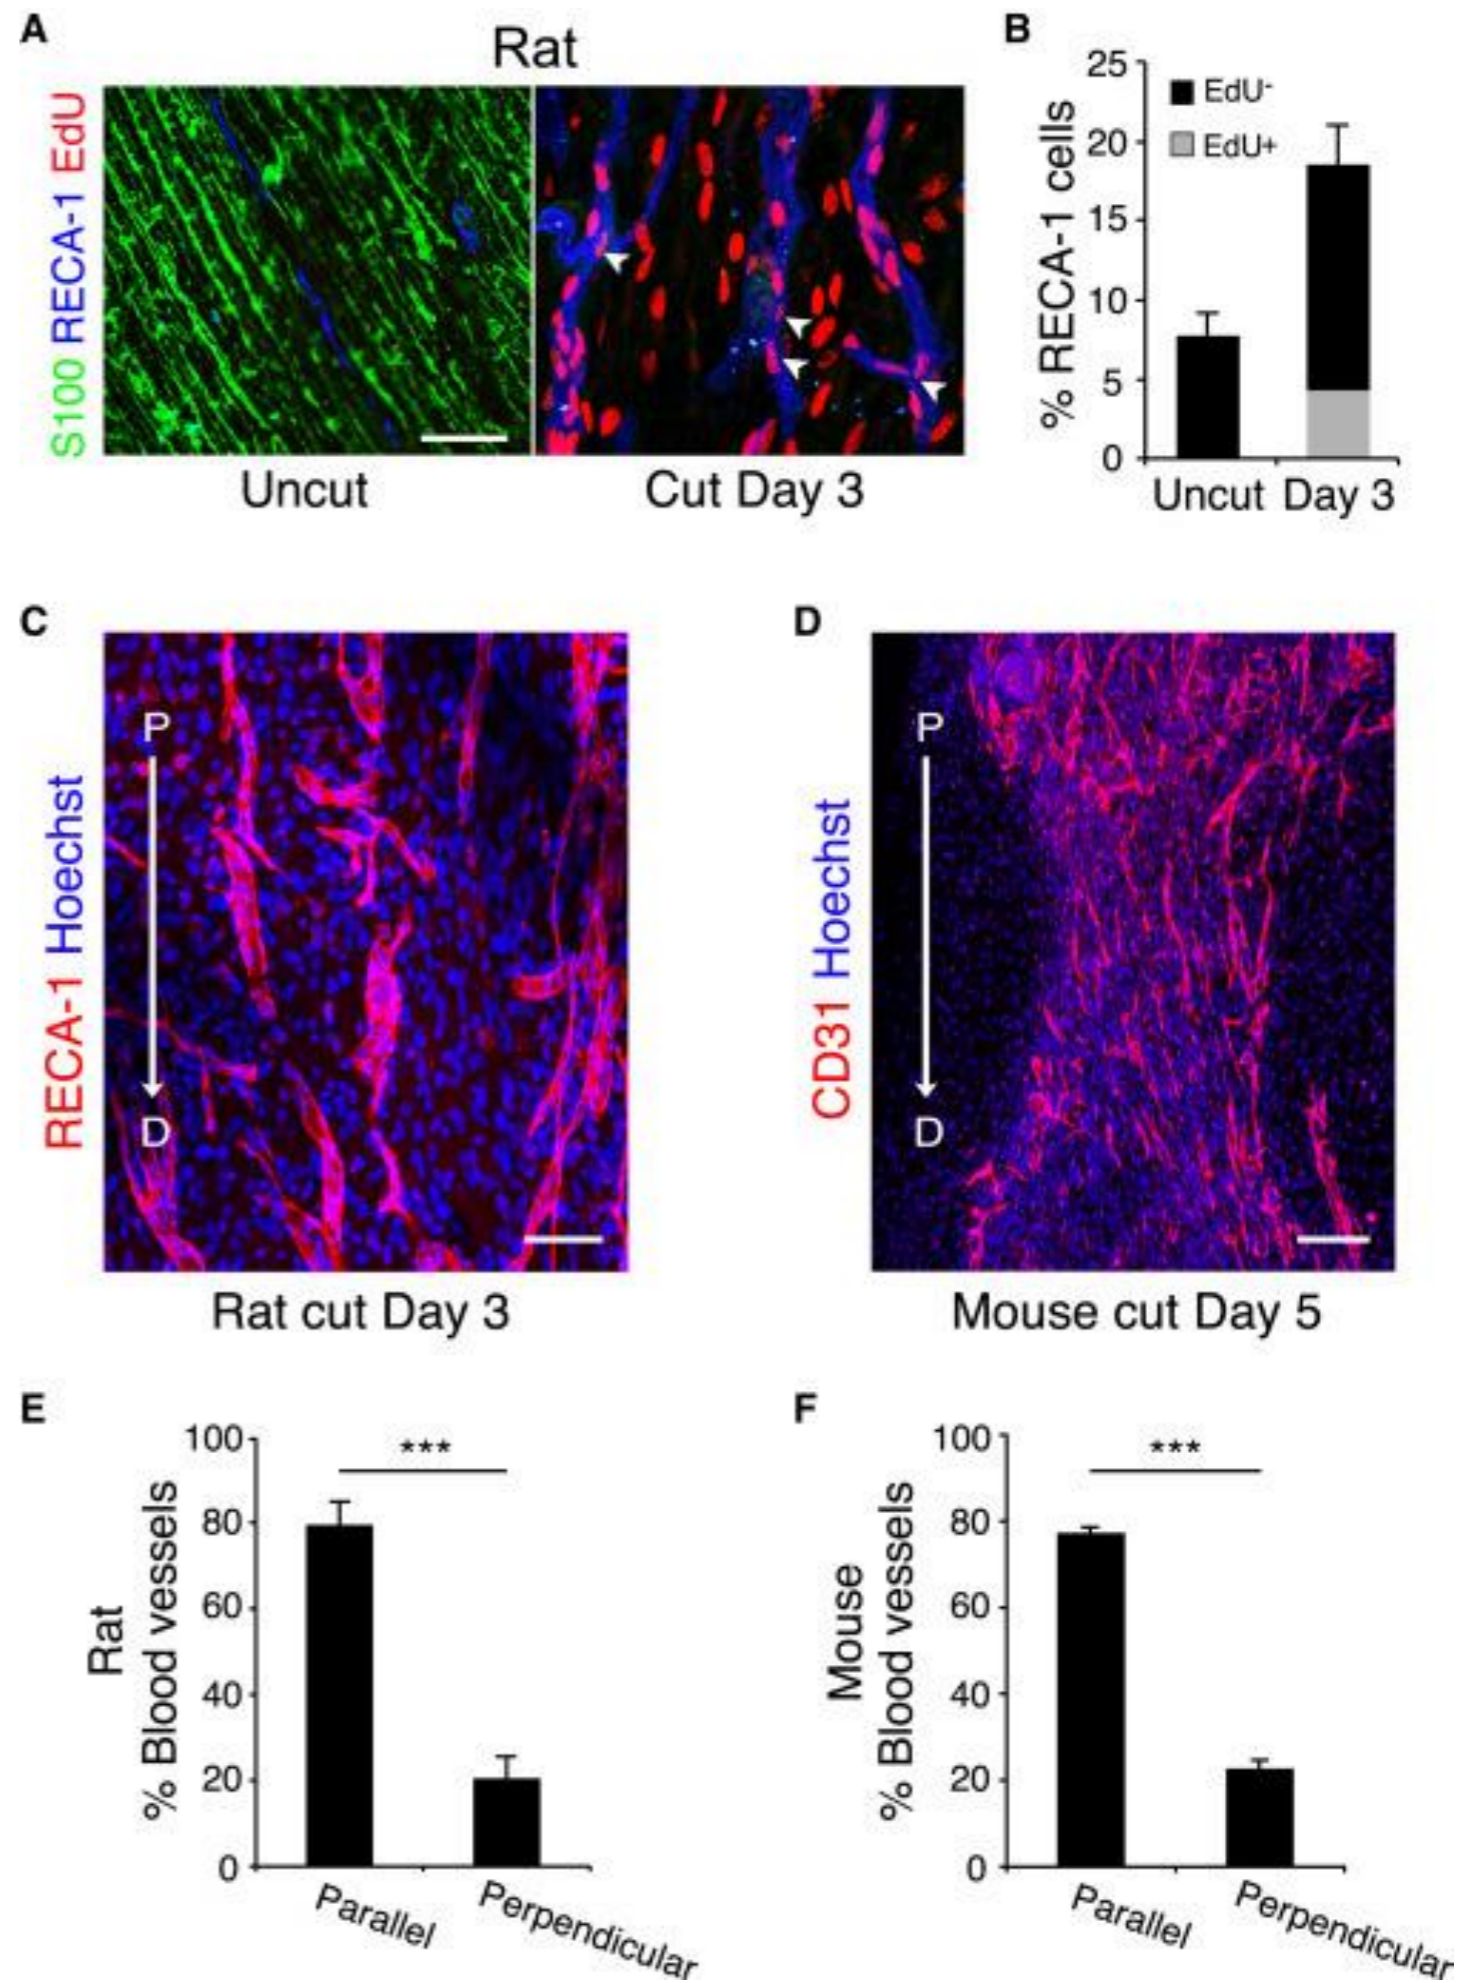 A
Rat
S100 RECA-1 EdU
Uncut
Cut Day 3
B
% RECA-1 cells
25
20
15
10
5
0
EdU-
EdU+
Uncut Day 3
C
RECA-1 Hoechst
P
D
Rat cut Day 3
D
CD31 Hoechst
P
D
Mouse cut Day 5
E
Rat
% Blood vessels
100
80
60
40
20
0
***
Parallel
Perpendicular
F
Mouse
% Blood vessels
100
80
60
40
20
0
***
Parallel
Perpendicular